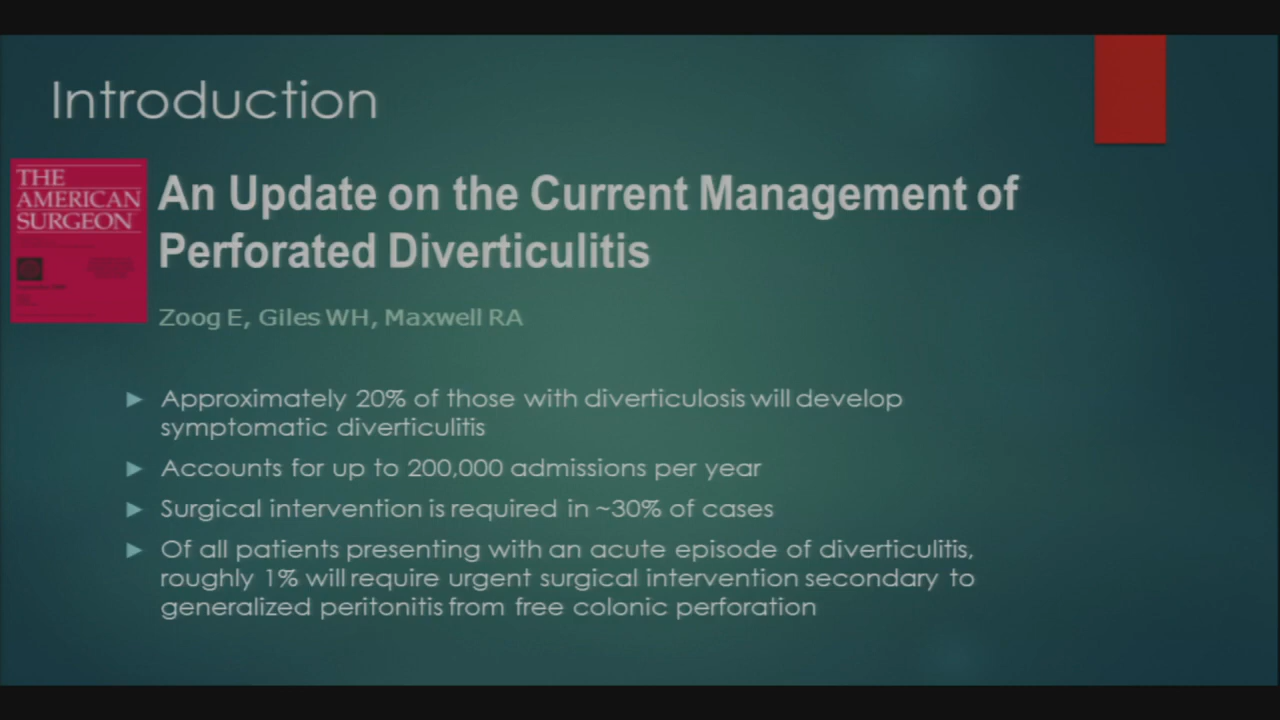 Introduction
THE
AMERICAN
SURGEON
An Update on the Current Management of
Perforated Diverticulitis
Zoog E, Giles WH, Maxwell RA
Approximately 20% of those with diverticulosis will develop
symptomatic diverticulitis
Accounts for up to 200,000 admissions per year
Surgical intervention is required in ~30% of cases
Of all patients presenting with an acute episode of diverticulitis,
roughly 1% will require urgent surgical intervention secondary to
generalized peritonitis from free colonic perforation